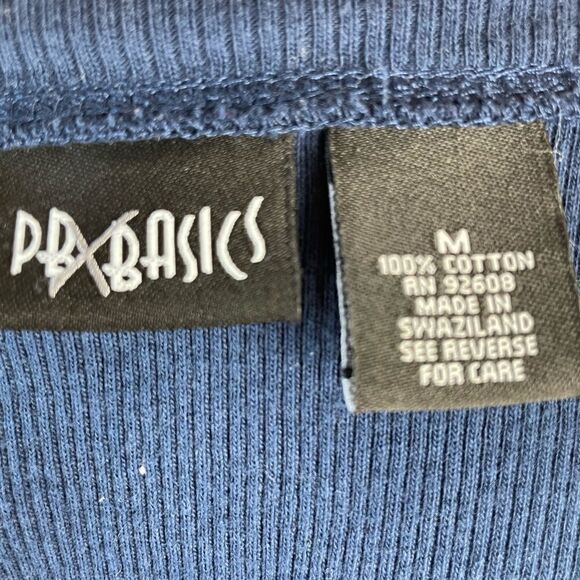 PBXBASICS
M
100% COTTON
RN 92608
MADE IN
SWAZILAND
SEE REVERSE
FOR CARE